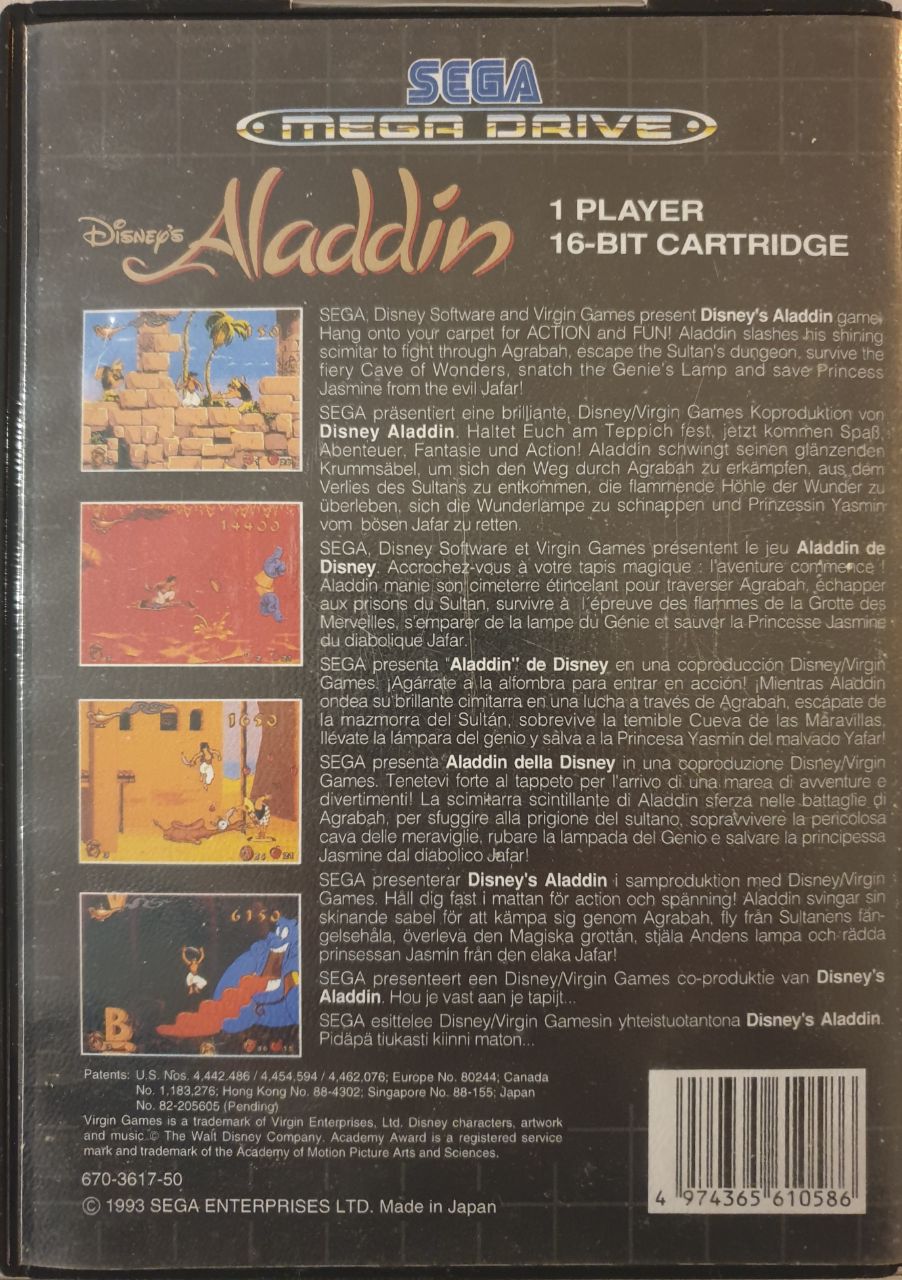 SEGA
MEGA DRIVE
Disney's Aladdin
1 PLAYER
16-BIT CARTRIDGE
SEGA, Disney Software and Virgin Games present Disney's Aladdin game.
Hang onto your carpet for ACTION and FUN! Aladdin slashes his shining
scimitar to fight through Agrabah, escape the Sultan's dungeon, survive the
fiery Cave of Wonders, snatch the Genie's Lamp and save Princess
Jasmine from the evil Jafar!
SEGA präsentiert eine brilliante, Disney/Virgin Games Koproduktion von
Disney Aladdin. Haltet Euch am Teppich fest, jetzt kommen Spaß,
Abenteuer, Fantasie und Action! Aladdin schwingt seinen glänzenden
Krummsäbel, um sich den Weg durch Agrabah zu erkämpfen, aus dem
Verlies des Sultans zu entkommen, die flammende Höhle der Wunder zu
überleben, sich die Wunderlampe zu schnappen und Prinzessin Yasmin
vom bösen Jafar zu retten.
SEGA, Disney Software et Virgin Games présentent le jeu Aladdin de
Disney. Accrochez-vous à votre tapis magique : l'aventure commence !
Aladdin manie son cimeterre étincelant pour traverser Agrabah, échapper
aux prisons du Sultan, survivre à l'épreuve des flammes de la Grotte des
Merveilles, s'emparer de la lampe du Génie et sauver la Princesse Jasmine
du diabolique Jafar.
SEGA presenta "Aladdin" de Disney en una coproducción Disney/Virgin
Games. ¡Agárrate a la alfombra para entrar en acción! ¡Mientras Aladdin
ondea su brillante cimitarra en una lucha a través de Agrabah, escápate de
la mazmorra del Sultán, sobrevive la temible Cueva de las Maravillas,
llévate la lámpara del genio y salva a la Princesa Yasmín del malvado Yafar!
SEGA presenta Aladdin della Disney in una coproduzione Disney/Virgin
Games. Tenetevi forte al tappeto per l'arrivo di una marea di avventure e
divertimenti! La scimitarra scintillante di Aladdin sferza nelle battaglie di
Agrabah, per sfuggire alla prigione del sultano, sopravvivere la pericolosa
cava delle meraviglie, rubare la lampada del Genio e salvare la principessa
Jasmine dal diabolico Jafar!
SEGA presenterar Disney's Aladdin i samproduktion med Disney/Virgin
Games. Håll dig fast i mattan för action och spänning! Aladdin svingar sin
skinande sabel för att kämpa sig genom Agrabah, fly från Sultanens fän-
gelsehåla, överleva den Magiska grottån, stjäla Andens lampa och rädda
prinsessan Jasmin från den elaka Jafar!
SEGA presenteert een Disney/Virgin Games co-produktie van Disney's
Aladdin. Hou je vast aan je tapijt...
SEGA esittelee Disney/Virgin Gamesin yhteistuotantona Disney's Aladdin.
Pidäpä tiukasti kiinni maton...
50
14400
1650
6150
B
Patents: U.S. Nos. 4,442,486 / 4,454,594 / 4,462,076; Europe No. 80244; Canada
No. 1,183,276; Hong Kong No. 88-4302; Singapore No. 88-155; Japan
No. 82-205605 (Pending)
Virgin Games is a trademark of Virgin Enterprises, Ltd. Disney characters, artwork
and music © The Walt Disney Company. Academy Award is a registered service
mark and trademark of the Academy of Motion Picture Arts and Sciences.
670-3617-50
© 1993 SEGA ENTERPRISES LTD. Made in Japan
4 974365 610586